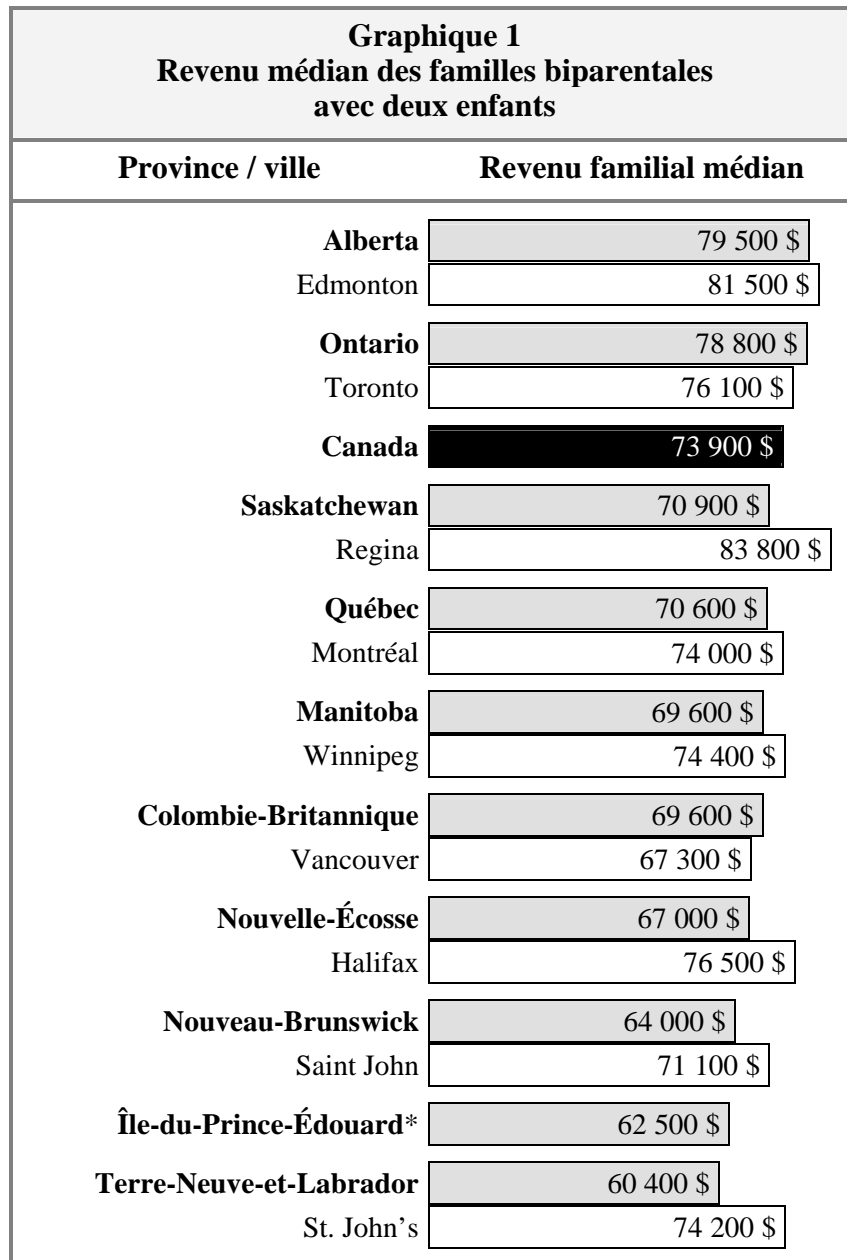 Graphique 1
Revenu médian des familles biparentales
avec deux enfants
Province / ville Revenu familial médian
Alberta 79 500 $
Edmonton 81 500 $
Ontario 78 800 $
Toronto 76 100 $
Canada 73 900 $
Saskatchewan 70 900 $
Regina 83 800 $
Québec 70 600 $
Montréal 74 000 $
Manitoba 69 600 $
Winnipeg 74 400 $
Colombie-Britannique 69 600 $
Vancouver 67 300 $
Nouvelle-Écosse 67 000 $
Halifax 76 500 $
Nouveau-Brunswick 64 000 $
Saint John 71 100 $
Île-du-Prince-Édouard* 62 500 $
Terre-Neuve-et-Labrador 60 400 $
St. John’s 74 200 $